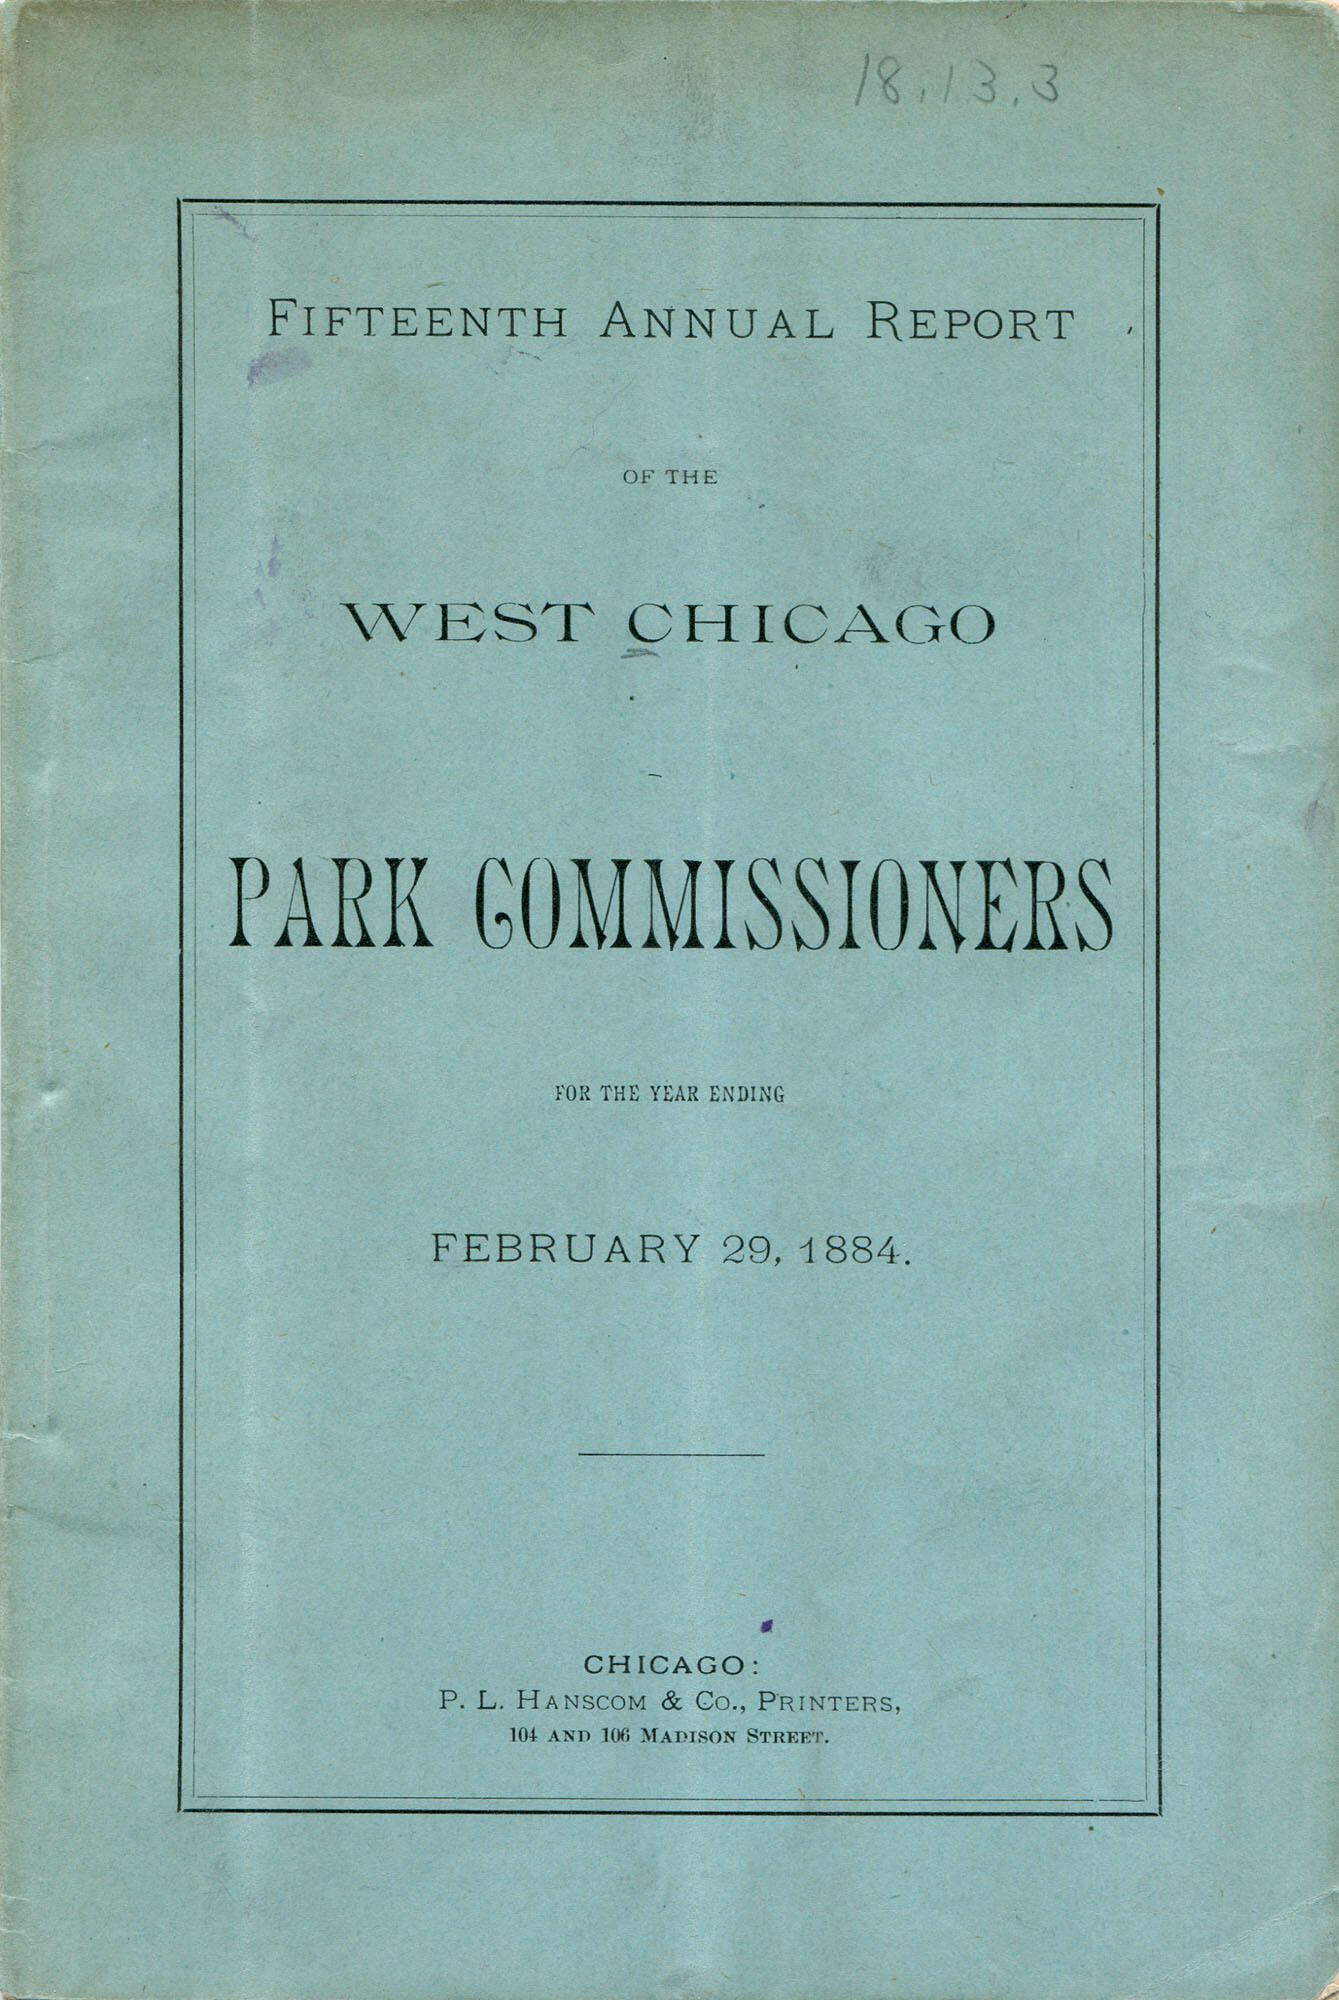 18.13.3
FIFTEENTH ANNUAL REPORT
OF THE
WEST CHICAGO
PARK COMMISSIONERS
FOR THE YEAR ENDING
FEBRUARY 29, 1884.
CHICAGO:
P. L. HANSCOM & CO., PRINTERS,
104 AND 106 MADISON STREET.